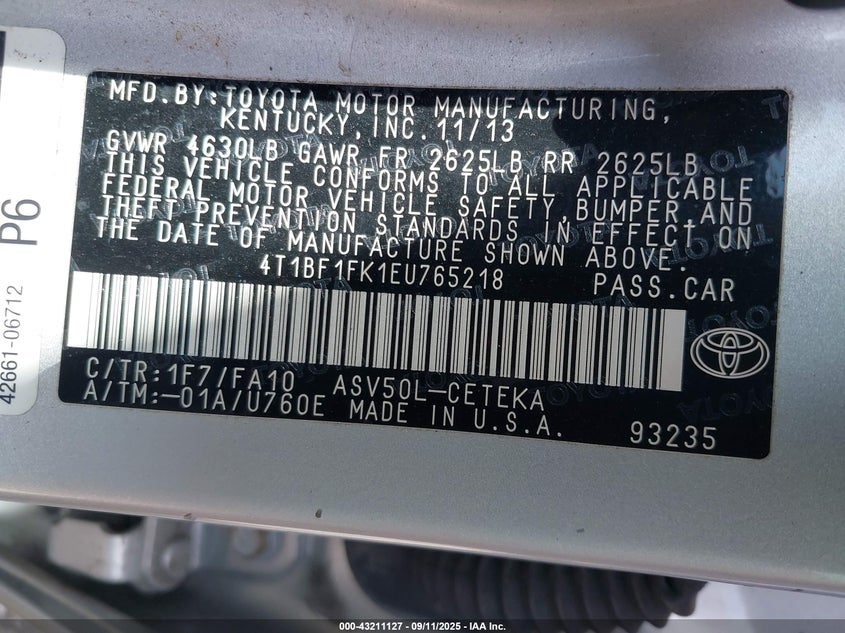 MFD.BY:TOYOTA MOTOR MANUFACTURING,
KENTUCKY, INC. 11/13
GVWR 4630LB GAWR FR 2625LB RR 2625LB
THIS VEHICLE CONFORMS TO ALL APPLICABLE
FEDERAL MOTOR VEHICLE SAFETY, BUMPER, AND
THEFT PREVENTION STANDARDS IN EFFECT ON
THE DATE OF MANUFACTURE SHOWN ABOVE.
4T1BF1FK1EU765218 PASS.CAR
C/TR:1F7/FA10 ASV50L-CETEKA
A/TM:-01A/U760E MADE IN U.S.A.
93235
42661-06712
P6
000-43211127 - 09/11/2025 - IAA, Inc.